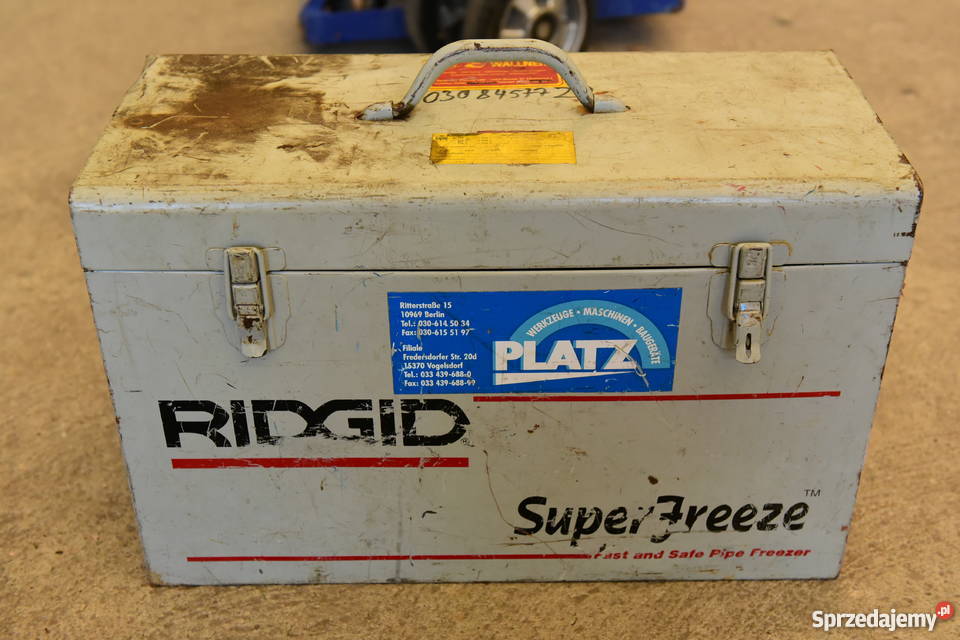 WALLNE
030 845772
Ritterstraße 15
10969 Berlin
Tel.: 030-614 50 34
Fax: 030-615 51 97
Filiale
Fredersdorfer Str. 20d
15370 Vogelsdorf
Tel.: 033 439-688-0
Fax: 033 439-688-99
WERKZEUGE • MASCHINEN • BAUGERÄTE
PLATZ
RIDGID
SuperFreeze™
Fast and Safe Pipe Freezer
Sprzedajemy.pl